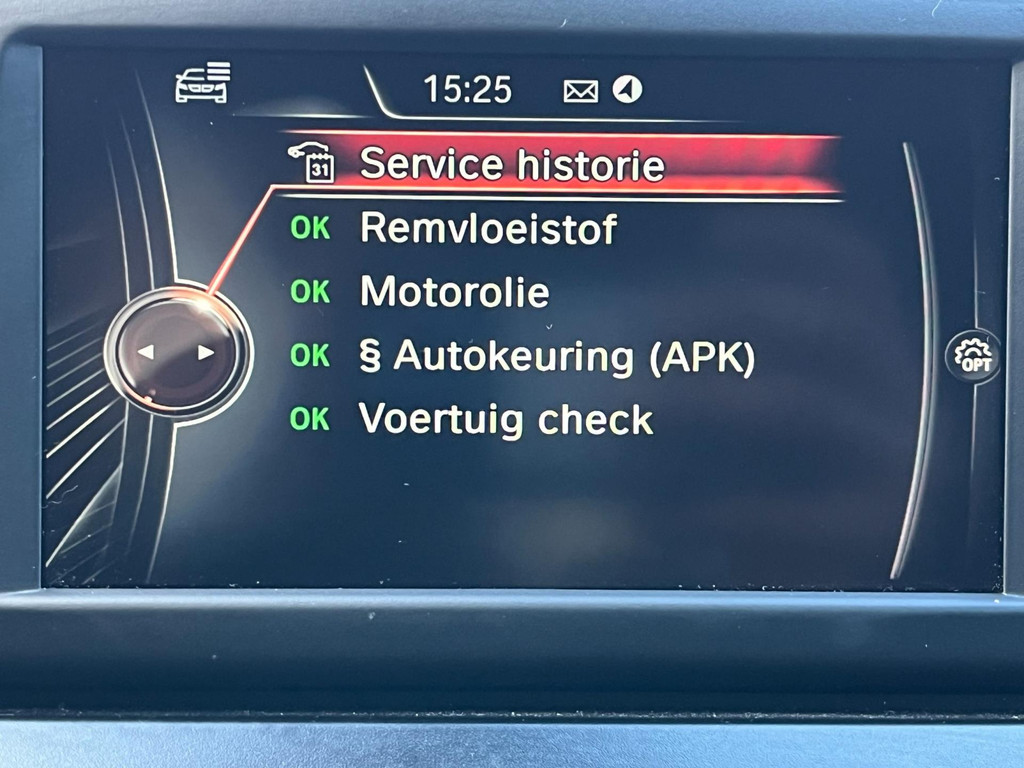 15:25
31 Service historie
OK Remvloeistof
OK Motorolie
OK § Autokeuring (APK)
OPT
OK Voertuig check